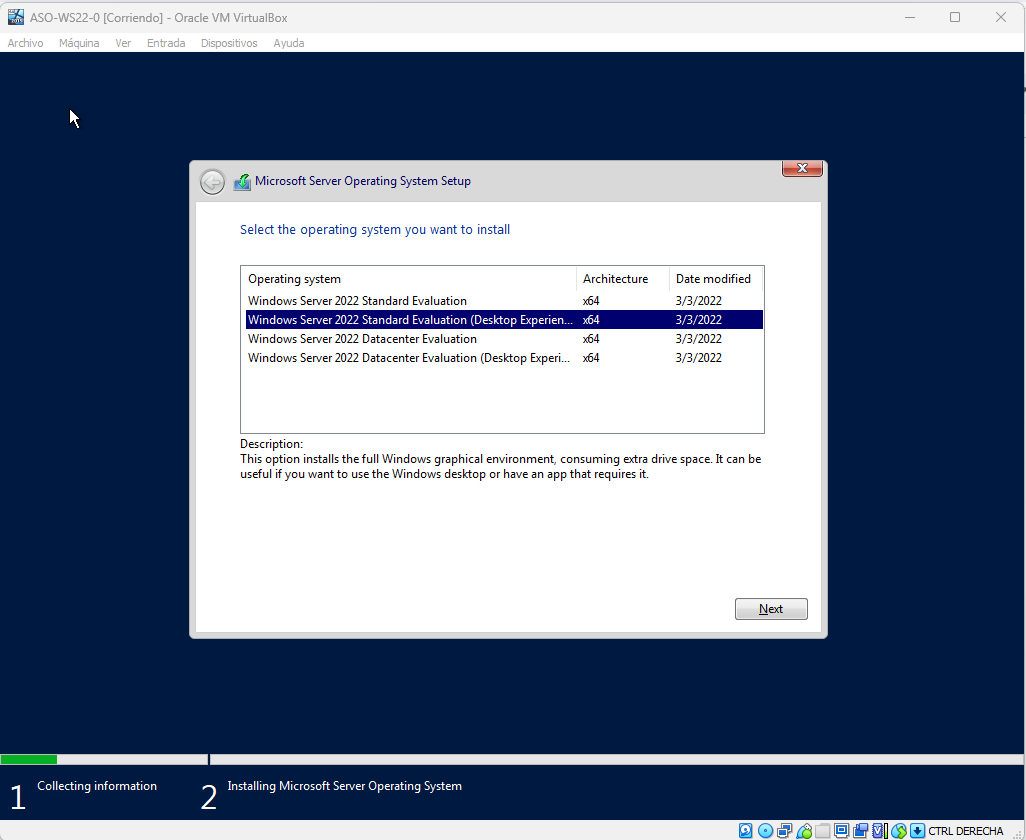 ASO-WS22-0 [Corriendo] - Oracle VM VirtualBox
Archivo Máquina Ver Entrada Dispositivos Ayuda
Microsoft Server Operating System Setup
Select the operating system you want to install
Operating system Architecture Date modified
Windows Server 2022 Standard Evaluation x64 3/3/2022
Windows Server 2022 Standard Evaluation (Desktop Experien... x64 3/3/2022
Windows Server 2022 Datacenter Evaluation x64 3/3/2022
Windows Server 2022 Datacenter Evaluation (Desktop Experi... x64 3/3/2022
Description:
This option installs the full Windows graphical environment, consuming extra drive space. It can be
useful if you want to use the Windows desktop or have an app that requires it.
Next
1 Collecting information 2 Installing Microsoft Server Operating System
CTRL DERECHA